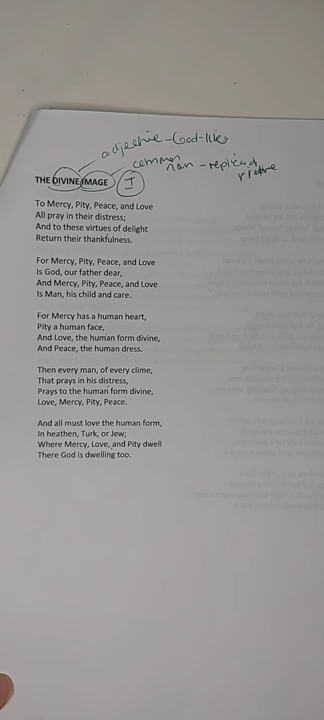 adjective - God-like
common
noun - replica of
picture
THE DIVINE IMAGE I
To Mercy, Pity, Peace, and Love
All pray in their distress;
And to these virtues of delight
Return their thankfulness.
For Mercy, Pity, Peace, and Love
Is God, our father dear,
And Mercy, Pity, Peace, and Love
Is Man, his child and care.
For Mercy has a human heart,
Pity a human face,
And Love, the human form divine,
And Peace, the human dress.
Then every man, of every clime,
That prays in his distress,
Prays to the human form divine,
Love, Mercy, Pity, Peace.
And all must love the human form,
In heathen, Turk, or Jew;
Where Mercy, Love, and Pity dwell
There God is dwelling too.